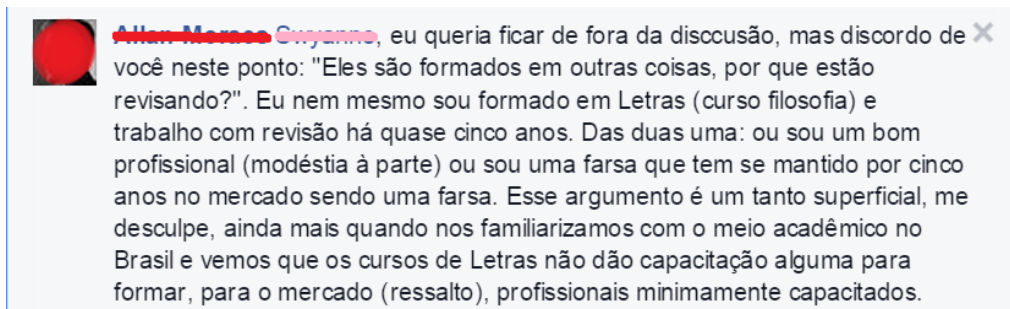 , eu queria ficar de fora da disccusão, mas discordo de
você neste ponto: "Eles são formados em outras coisas, por que estão
revisando?". Eu nem mesmo sou formado em Letras (curso filosofia) e
trabalho com revisão há quase cinco anos. Das duas uma: ou sou um bom
profissional (modéstia à parte) ou sou uma farsa que tem se mantido por cinco
anos no mercado sendo uma farsa. Esse argumento é um tanto superficial, me
desculpe, ainda mais quando nos familiarizamos com o meio acadêmico no
Brasil e vemos que os cursos de Letras não dão capacitação alguma para
formar, para o mercado (ressalto), profissionais minimamente capacitados.